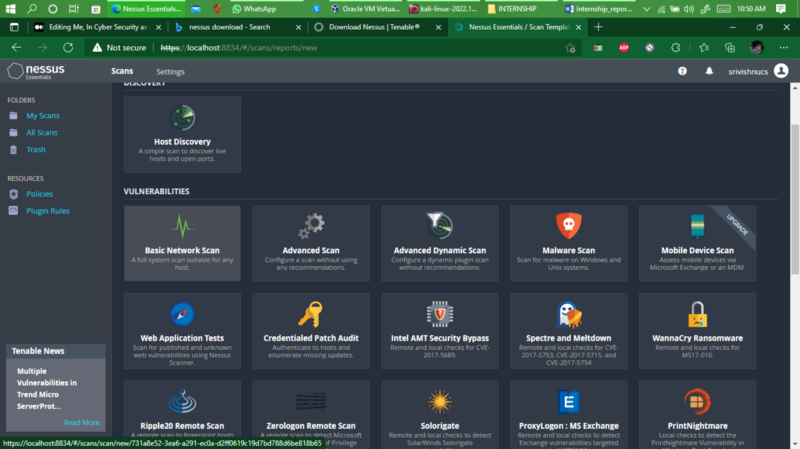 Nessus Essentials...
WhatsApp
Oracle VM Virtua...
kali-linux-2022.1...
INTERNSHIP
Internship_repor...
10:50 AM
Editing Me, In Cyber Security as
nessus download - Search
Download Nessus | Tenable®
Nessus Essentials / Scan Templat
Not secure
https://localhost:8834/#/scans/reports/new
ABP
nessus
Essentials
Scans
Settings
srivishnucs
FOLDERS
My Scans
All Scans
Trash
RESOURCES
Policies
Plugin Rules
Tenable News
Multiple
Vulnerabilities in
Trend Micro
ServerProt...
Read More
DISCOVERY
Host Discovery
A simple scan to discover live
hosts and open ports.
VULNERABILITIES
Basic Network Scan
A full system scan suitable for any
host.
Advanced Scan
Configure a scan without using
any recommendations.
Advanced Dynamic Scan
Configure a dynamic plugin scan
without recommendations.
Malware Scan
Scan for malware on Windows and
Unix systems.
UPGRADE
Mobile Device Scan
Assess mobile devices via
Microsoft Exchange or an MDM.
Web Application Tests
Scan for published and unknown
web vulnerabilities using Nessus
Scanner.
Credentialed Patch Audit
Authenticate to hosts and
enumerate missing updates.
Intel AMT Security Bypass
Remote and local checks for CVE-
2017-5689.
Spectre and Meltdown
Remote and local checks for CVE-
2017-5753, CVE-2017-5715, and
CVE-2017-5754
WannaCry Ransomware
Remote and local checks for
MS17-010.
Ripple20 Remote Scan
A remote scan to fingerprint hosts
Zerologon Remote Scan
A remote scan to detect Microsoft
of Privilege
Solorigate
Remote and local checks to detect
SolarWinds Solorigate
ProxyLogon : MS Exchange
Remote and local checks to detect
Exchange vulnerabilities targeted
PrintNightmare
Local checks to detect the
PrintNightmare Vulnerability in
https://localhost:8834/#/scans/scan/new/731a8e52-3ea6-a291-ec0a-d2ff0619c19d7bd788d6be818b65